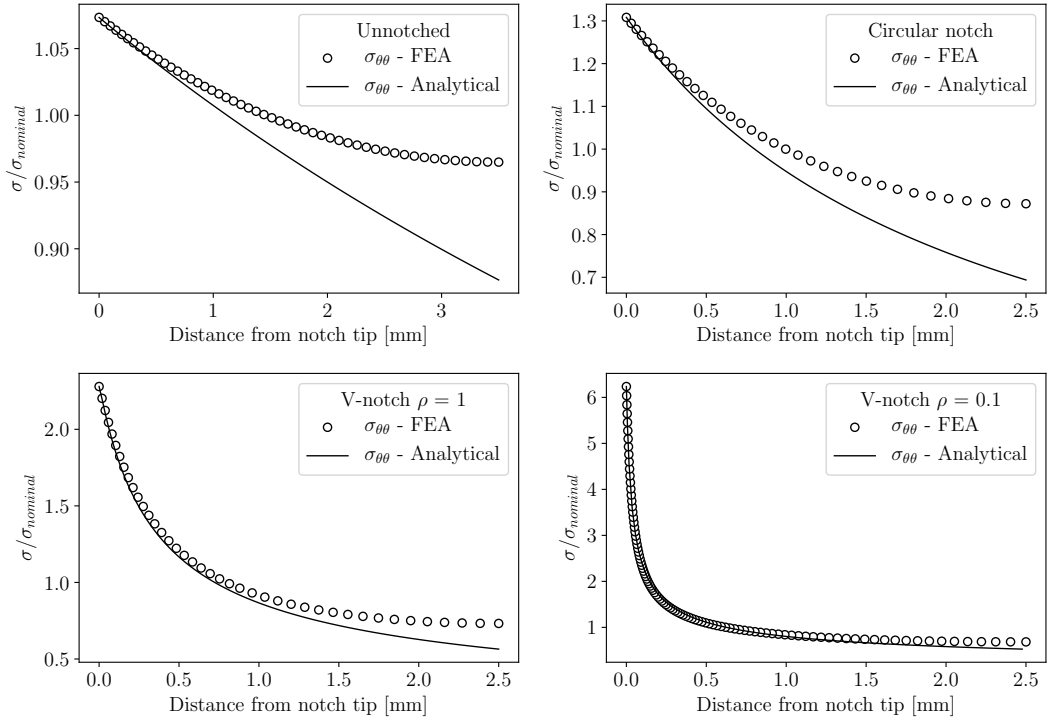 Unnotched
σθθ - FEA
σθθ - Analytical
1.05
1.00
0.95
0.90
σ/σnominal
0
1
2
3
Distance from notch tip [mm]
Circular notch
σθθ - FEA
σθθ - Analytical
1.3
1.2
1.1
1.0
0.9
0.8
0.7
σ/σnominal
0.0
0.5
1.0
1.5
2.0
2.5
Distance from notch tip [mm]
V-notch ρ = 1
σθθ - FEA
σθθ - Analytical
2.0
1.5
1.0
0.5
σ/σnominal
0.0
0.5
1.0
1.5
2.0
2.5
Distance from notch tip [mm]
V-notch ρ = 0.1
σθθ - FEA
σθθ - Analytical
6
5
4
3
2
1
σ/σnominal
0.0
0.5
1.0
1.5
2.0
2.5
Distance from notch tip [mm]